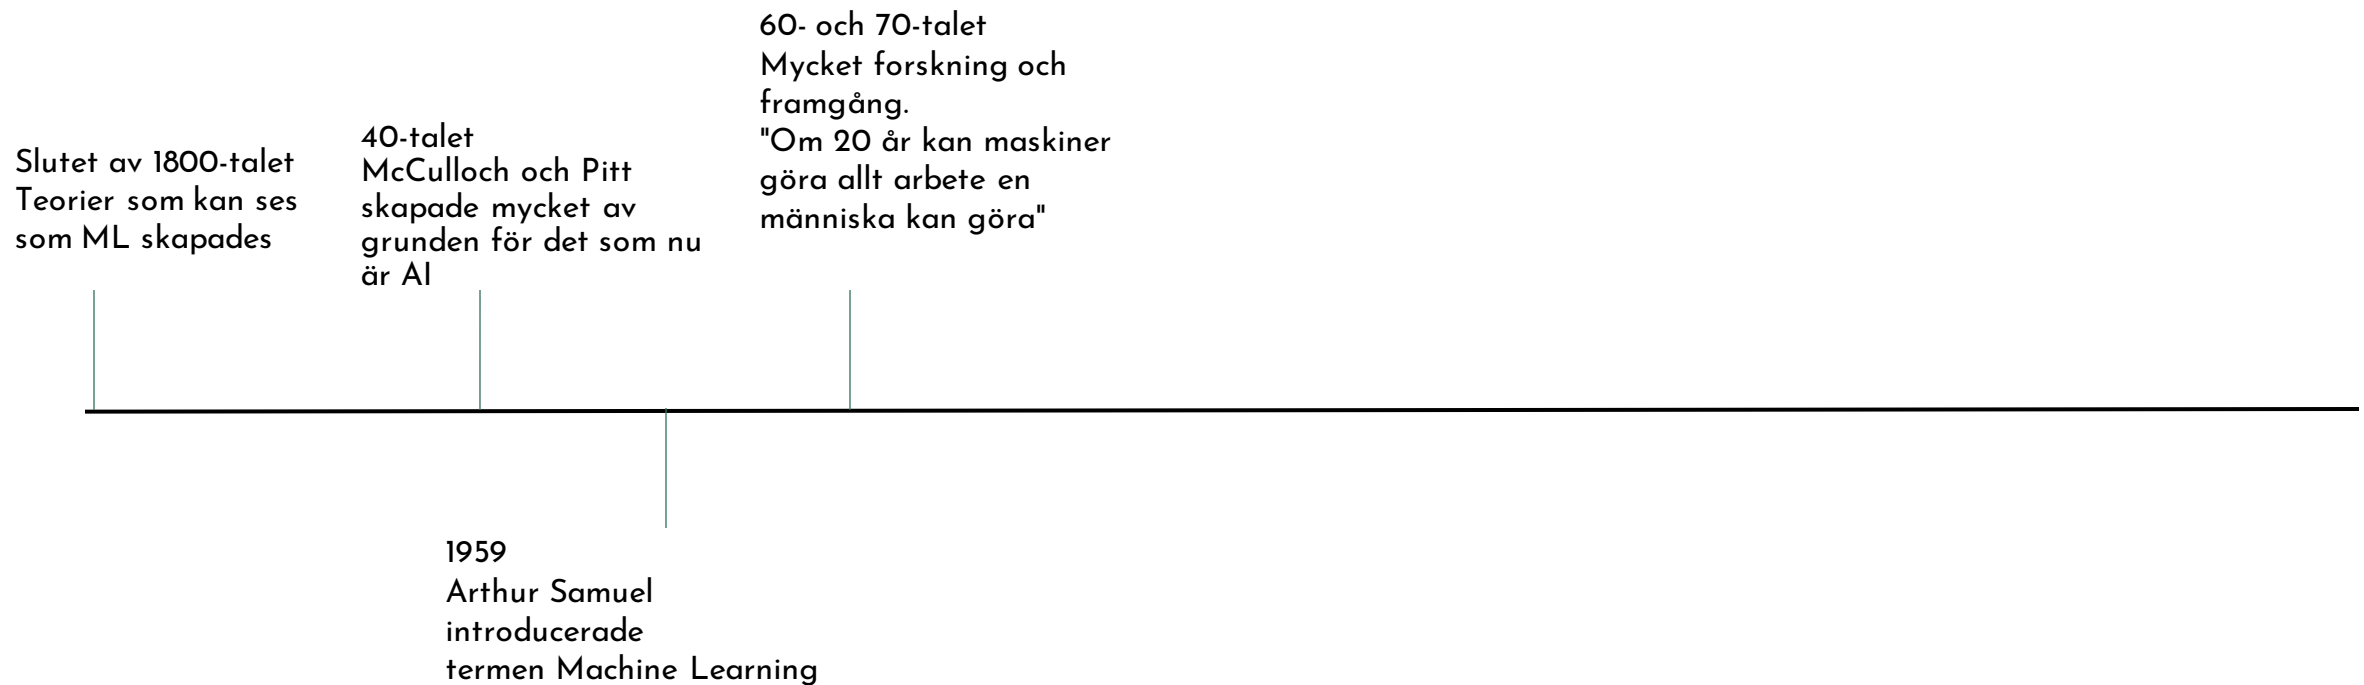 Slutet av 1800-talet
Teorier som kan ses
som ML skapades
40-talet
McCulloch och Pitt
skapade mycket av
grunden för det som nu
är AI
1959
Arthur Samuel
introducerade
termen Machine Learning
60- och 70-talet
Mycket forskning och
framgång.
"Om 20 år kan maskiner
göra allt arbete en
människa kan göra"